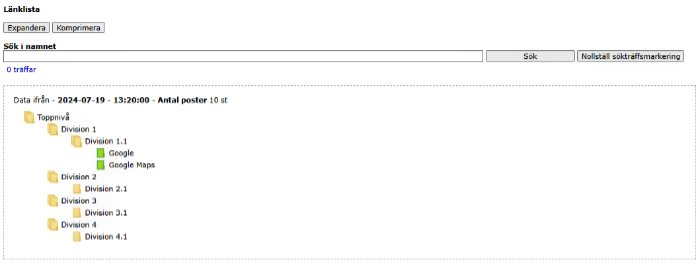 Länklista
Expandera Komprimera
Sök i namnet
Sök Nollställ sökträffsmarkering
0 träffar
Data ifrån - 2024-07-19 - 13:20:00 - Antal poster 10 st
Toppnivå
Division 1
Division 1.1
Google
Google Maps
Division 2
Division 2.1
Division 3
Division 3.1
Division 4
Division 4.1